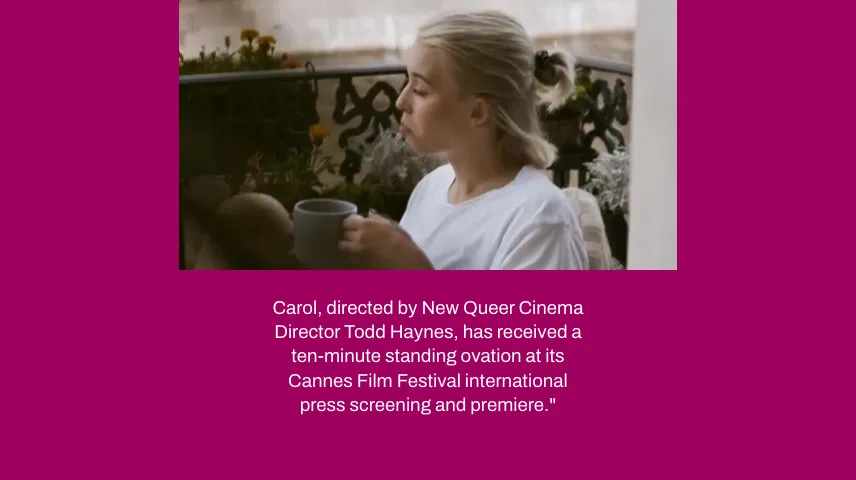 Carol, directed by New Queer Cinema
Director Todd Haynes, has received a
ten-minute standing ovation at its
Cannes Film Festival international
press screening and premiere."